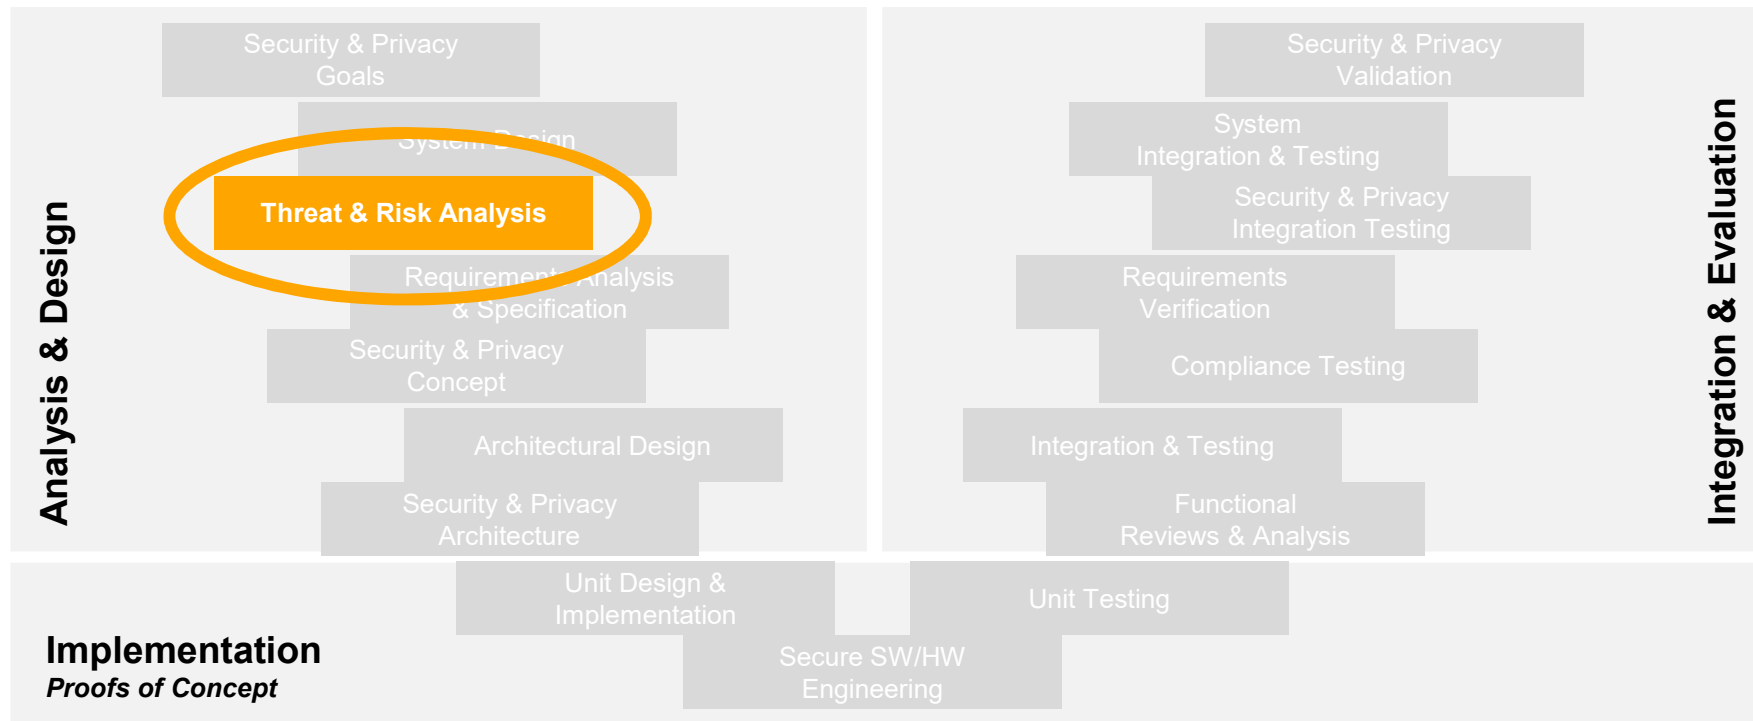 Analysis & Design
Security & Privacy
Goals
System Design
Threat & Risk Analysis
Requirements Analysis
& Specification
Security & Privacy
Concept
Architectural Design
Security & Privacy
Architecture
Integration & Evaluation
Security & Privacy
Validation
System
Integration & Testing
Security & Privacy
Integration Testing
Requirements
Verification
Compliance Testing
Integration & Testing
Functional
Reviews & Analysis
Implementation
Proofs of Concept
Unit Design &
Implementation
Unit Testing
Secure SW/HW
Engineering